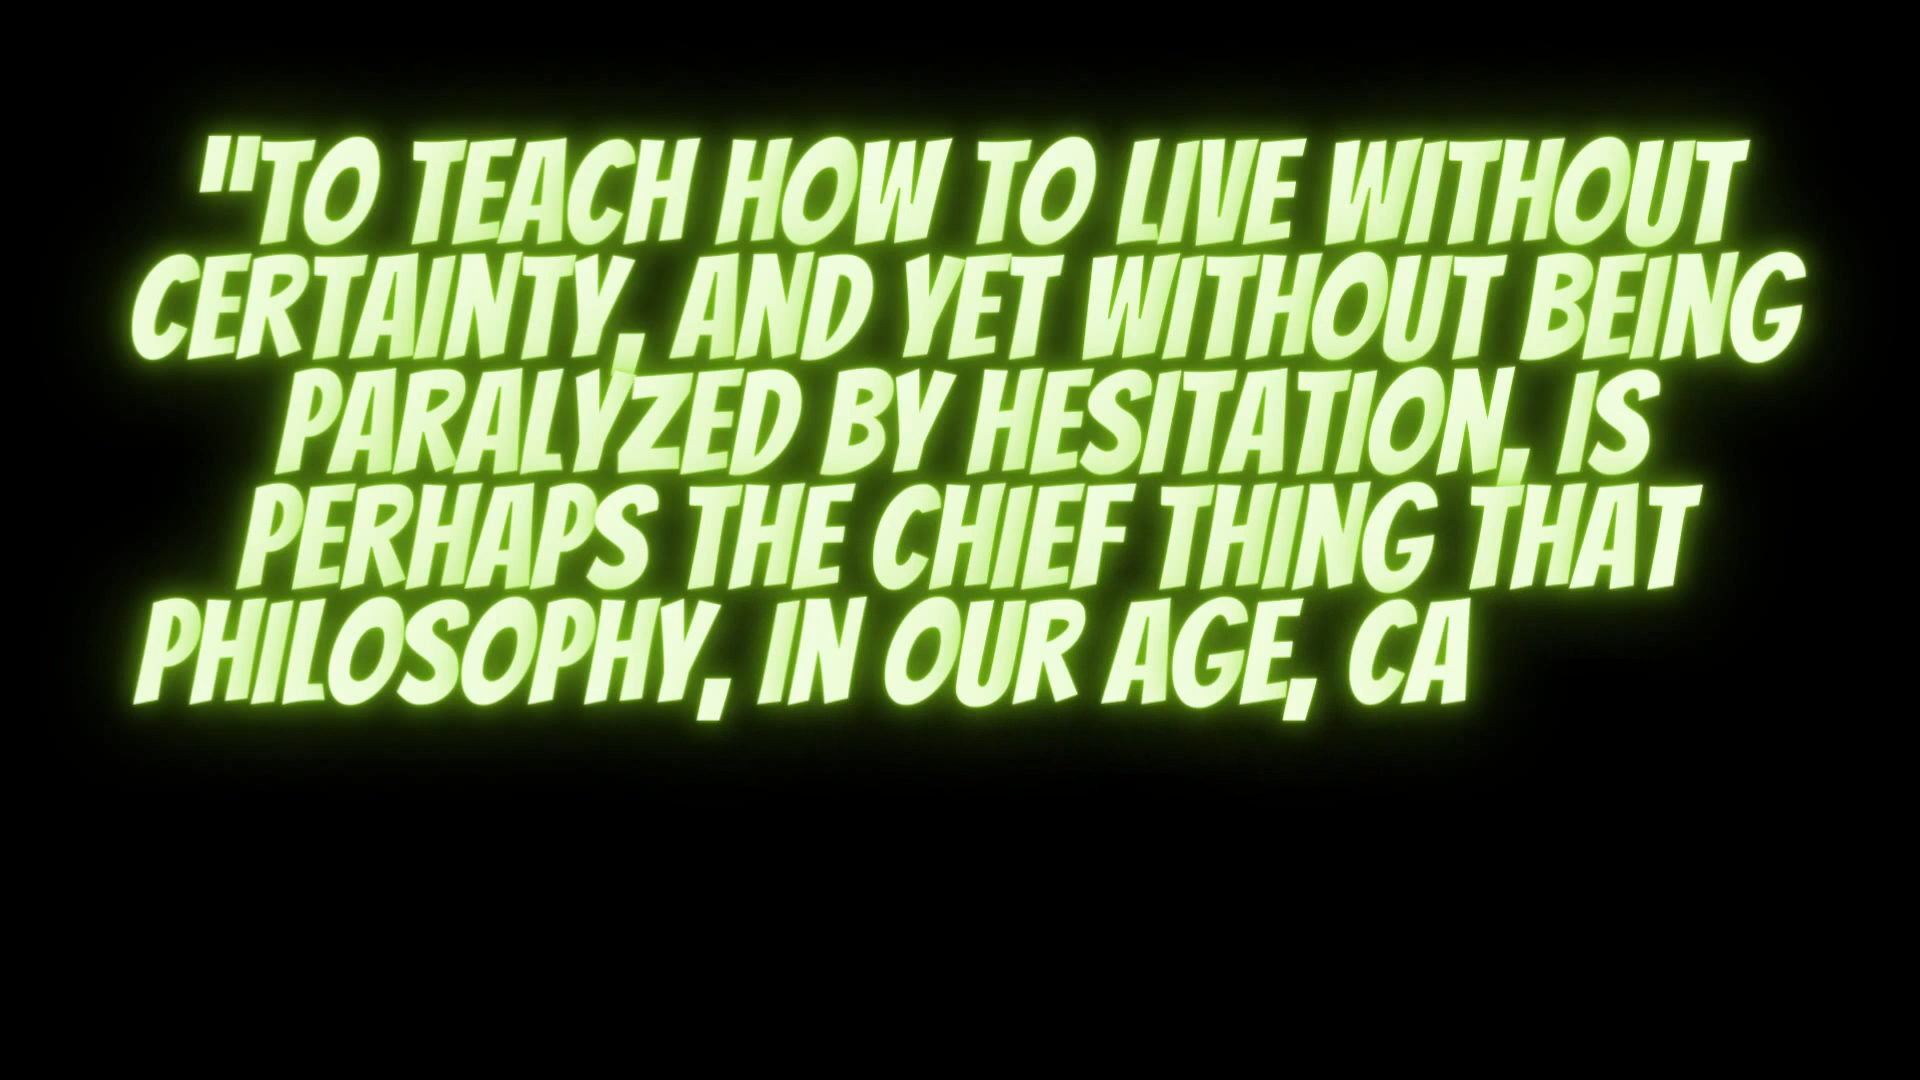 "TO TEACH HOW TO LIVE WITHOUT
CERTAINTY, AND YET WITHOUT BEING
PARALYZED BY HESITATION, IS
PERHAPS THE CHIEF THING THAT
PHILOSOPHY, IN OUR AGE, CA